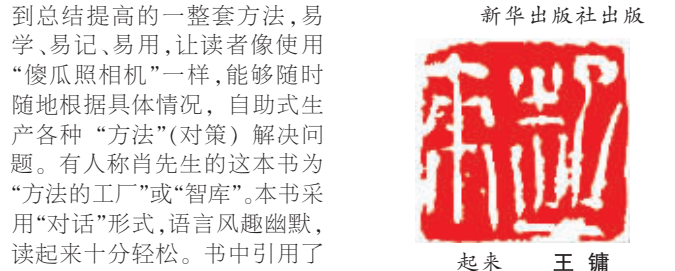 到总结提高的一整套方法,易
学、易记、易用,让读者像使用
“傻瓜照相机”一样,能够随时
随地根据具体情况，自助式生
产各种“方法”(对策) 解决问
题。有人称肖先生的这本书为
“方法的工厂”或“智库”。本书采
用“对话”形式,语言风趣幽默,
读起来十分轻松。书中引用了
新华出版社出版
起来
起来 王镛